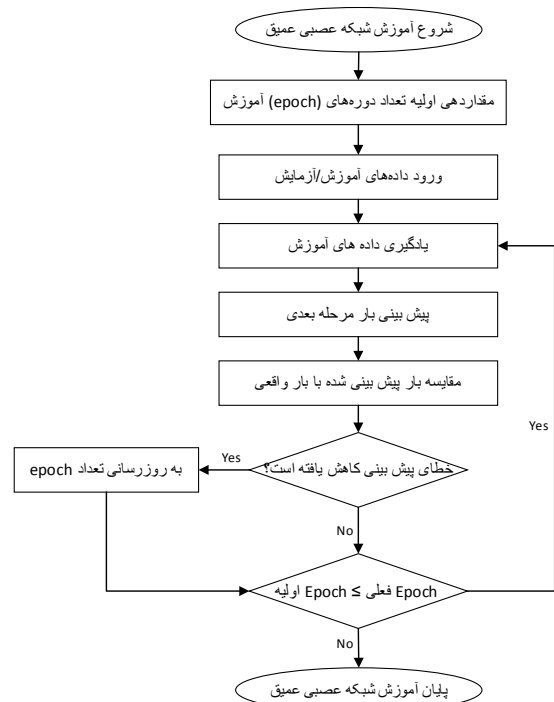 شروع آموزش شبکه عصبی عمیق
مقداردهی اولیه تعداد دوره‌های (epoch) آموزش
ورود داده‌های آموزش/آزمایش
یادگیری داده های آموزش
پیش بینی بار مرحله بعدی
مقایسه بار پیش بینی شده با بار واقعی
Yes
خطای پیش بینی کاهش یافته است؟
Yes
به روزرسانی تعداد epoch
No
Epoch فعلی ≥ Epoch اولیه
No
پایان آموزش شبکه عصبی عمیق